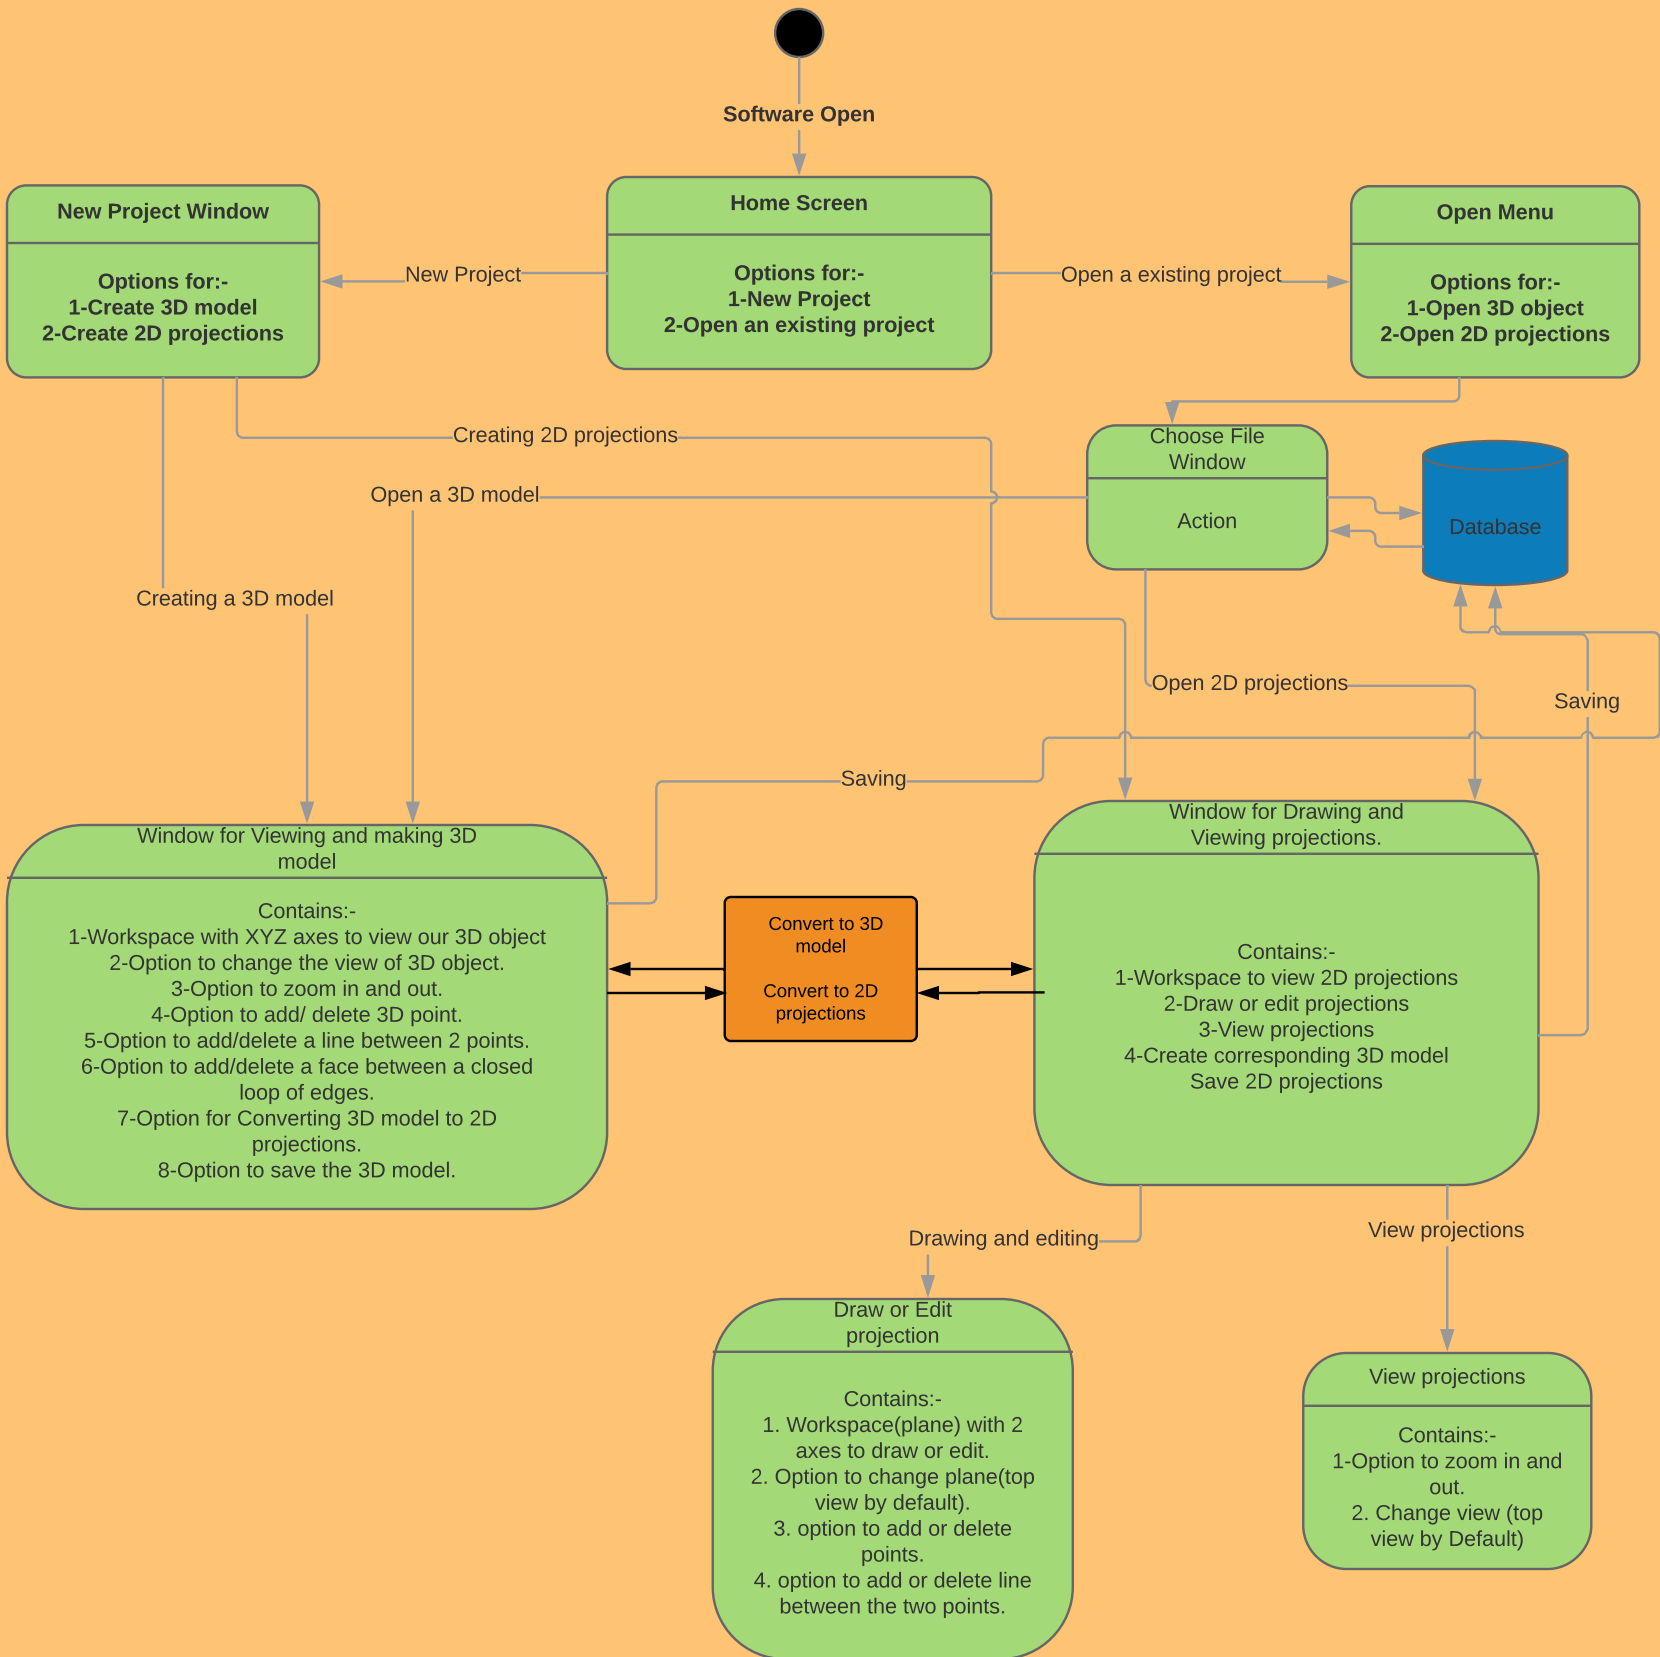 Software Open
New Project Window
Options for:-
1-Create 3D model
2-Create 2D projections
New Project
Home Screen
Options for:-
1-New Project
2-Open an existing project
Open a existing project
Open Menu
Options for:-
1-Open 3D object
2-Open 2D projections
Creating 2D projections
Choose File
Window
Action
Open a 3D model
Database
Creating a 3D model
Open 2D projections
Saving
Saving
Window for Viewing and making 3D
model
Contains:-
1-Workspace with XYZ axes to view our 3D object
2-Option to change the view of 3D object.
3-Option to zoom in and out.
4-Option to add/ delete 3D point.
5-Option to add/delete a line between 2 points.
6-Option to add/delete a face between a closed
loop of edges.
7-Option for Converting 3D model to 2D
projections.
8-Option to save the 3D model.
Convert to 3D
model
Convert to 2D
projections
Window for Drawing and
Viewing projections.
Contains:-
1-Workspace to view 2D projections
2-Draw or edit projections
3-View projections
4-Create corresponding 3D model
Save 2D projections
Drawing and editing
View projections
Draw or Edit
projection
Contains:-
1. Workspace(plane) with 2
axes to draw or edit.
2. Option to change plane(top
view by default).
3. option to add or delete
points.
4. option to add or delete line
between the two points.
View projections
Contains:-
1-Option to zoom in and
out.
2. Change view (top
view by Default)